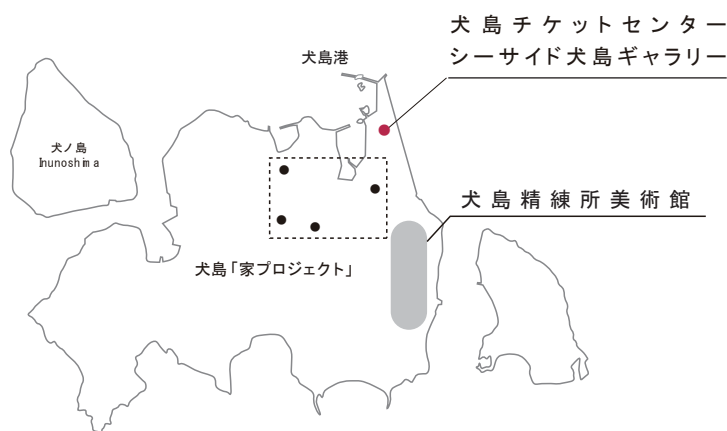 犬島チケットセンター
シーサイド犬島ギャラリー
犬島港
犬ノ島
Inunoshima
犬島精練所美術館
犬島「家プロジェクト」